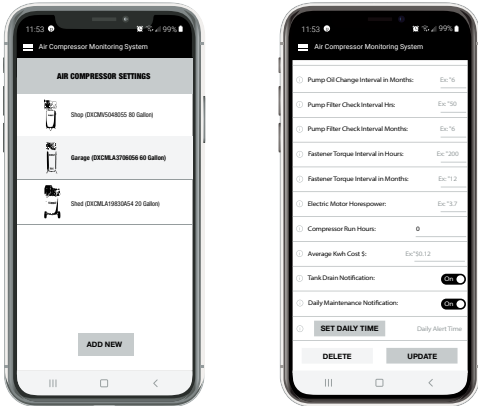 11:53
99%
Air Compressor Monitoring System
AIR COMPRESSOR SETTINGS
Shop (DXCMV5048055 80 Gallon)
Garage (DXCMLA3706056 60 Gallon)
Shed (DXCMLA19830A54 20 Gallon)
ADD NEW
11:53
99%
Air Compressor Monitoring System
Pump Oil Change Interval in Months: Ex: "6
Pump Filter Check Interval Hrs: Ex: "50
Pump Filter Check Interval Months: Ex: "6
Fastener Torque Interval in Hours: Ex: "200
Fastener Torque Interval in Months: Ex: "12
Electric Motor Horespower: Ex: "3.7
Compressor Run Hours: 0
Average Kwh Cost $: Ex:"$0.12
Tank Drain Notification: On
Daily Maintenance Notification: On
SET DAILY TIME Daily Alert Time
DELETE UPDATE